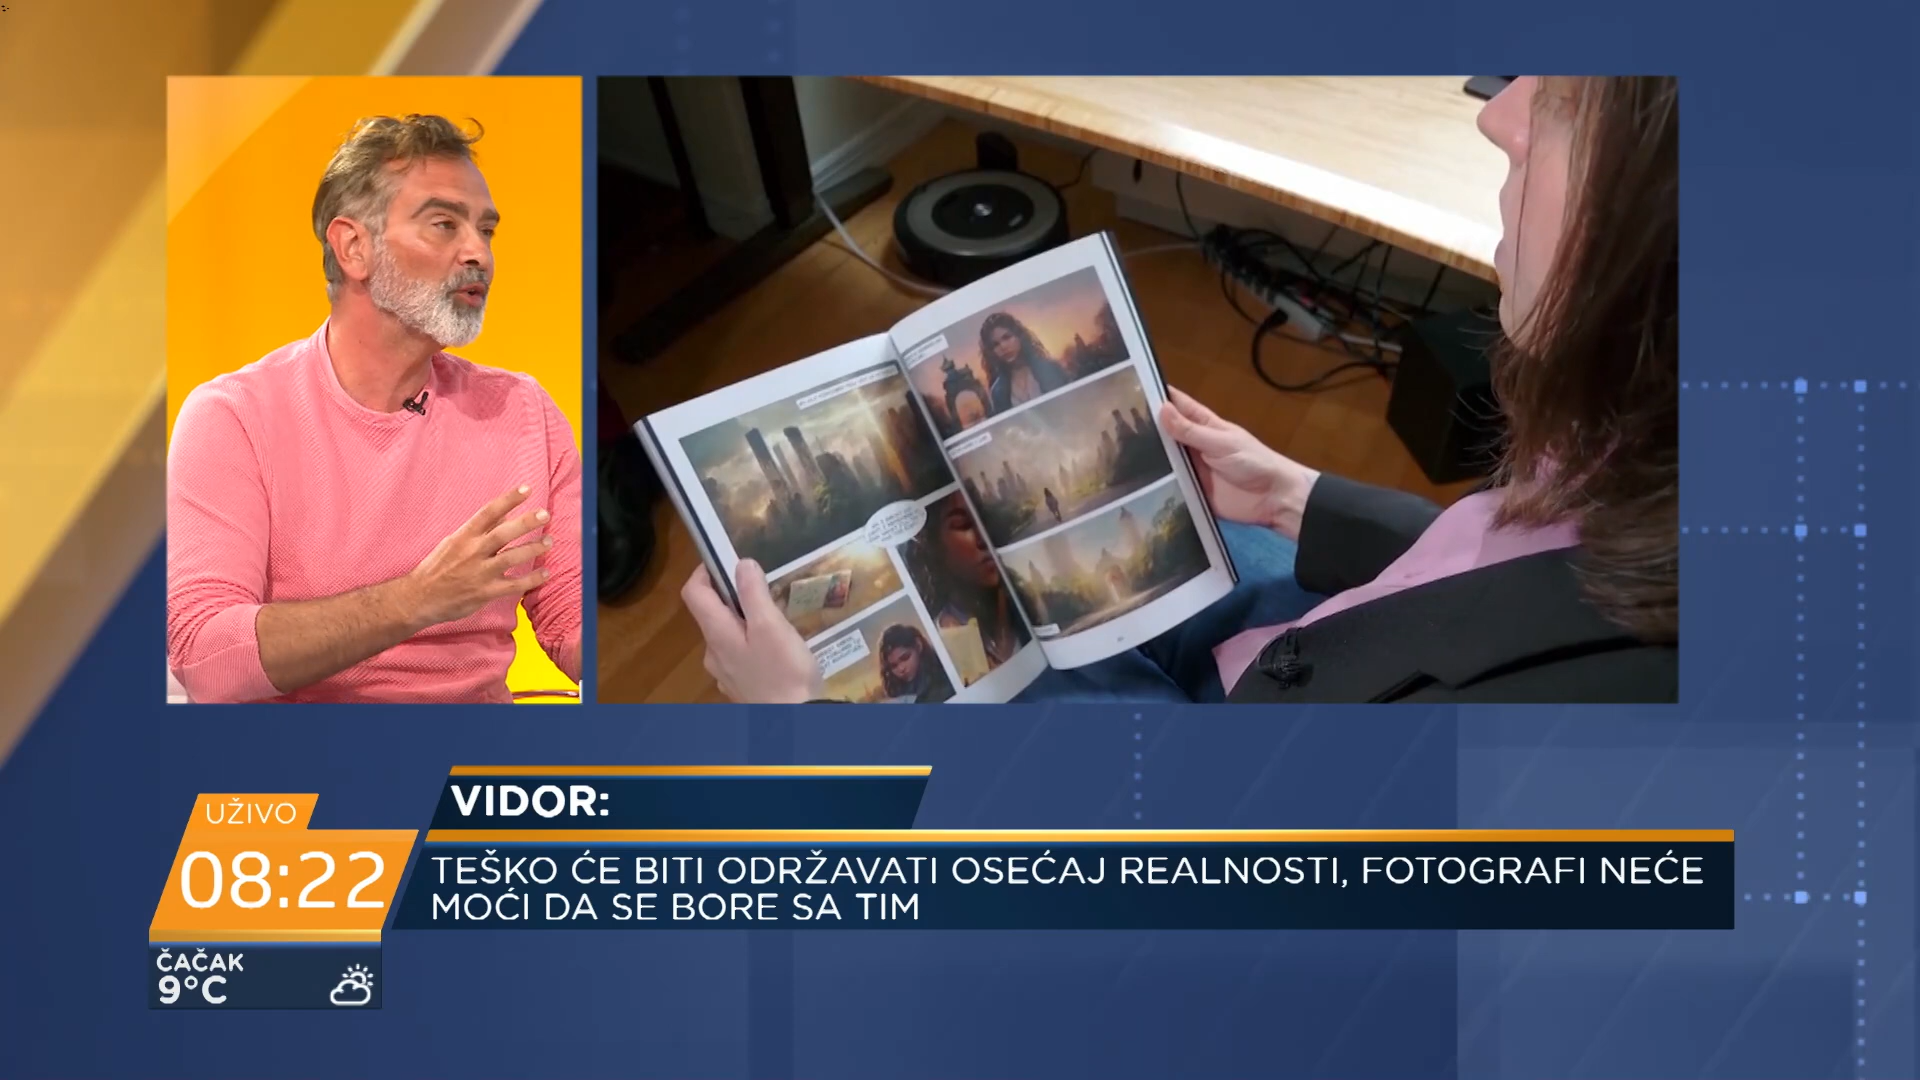 UŽIVO
08:22
VIDOR:
TEŠKO ĆE BITI ODRŽAVATI OSEĆAJ REALNOSTI, FOTOGRAFI NEĆE
MOĆI DA SE BORE SA TIM
ČAČAK
9°C